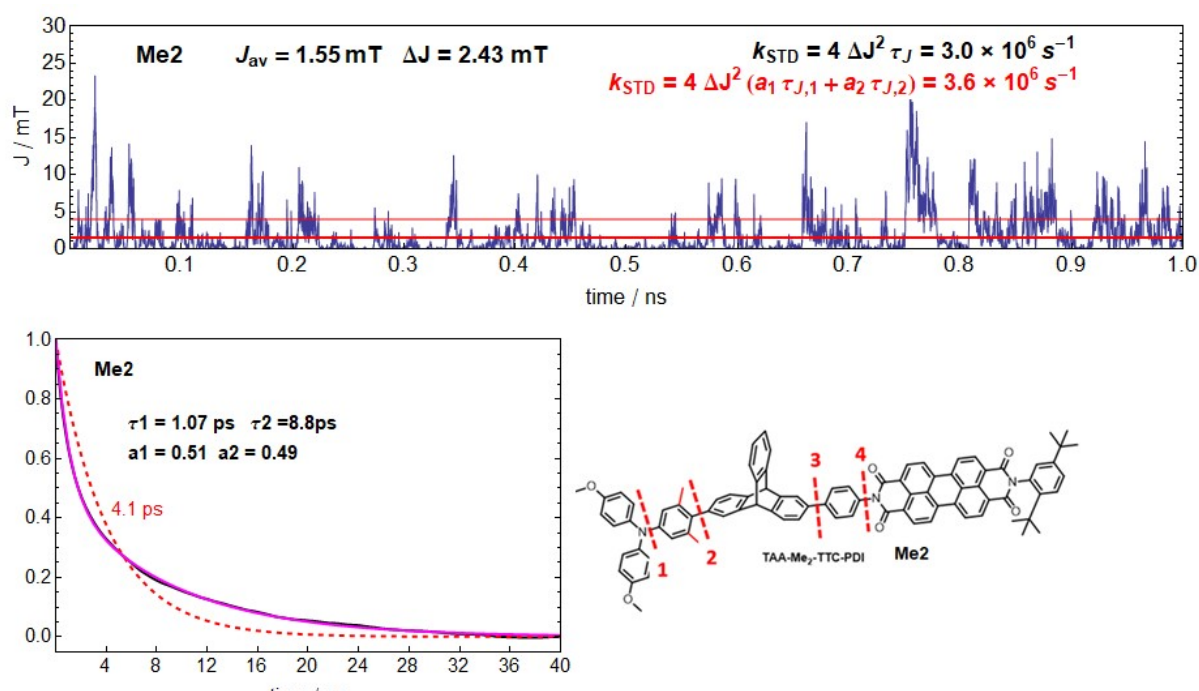 30
25
20
15
10
5
0
J / mT
Me2 J_av = 1.55 mT ΔJ = 2.43 mT
k_STD = 4 ΔJ² τ_J = 3.0 × 10⁶ s⁻¹
k_STD = 4 ΔJ² (a₁ τ_J,1 + a₂ τ_J,2) = 3.6 × 10⁶ s⁻¹
0.1 0.2 0.3 0.4 0.5 0.6 0.7 0.8 0.9 1.0
time / ns
1.0
0.8
0.6
0.4
0.2
0.0
Me2
τ1 = 1.07 ps τ2 =8.8ps
a1 = 0.51 a2 = 0.49
4.1 ps
4 8 12 16 20 24 28 32 36 40
O
N
O
1
2
3
4
N
O
O
O
O
N
TAA-Me₂-TTC-PDI
Me2